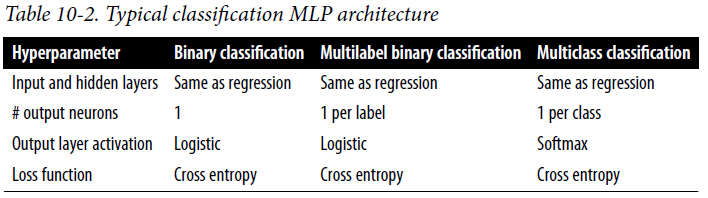 Table 10-2. Typical classification MLP architecture
Hyperparameter Binary classification Multilabel binary classification Multiclass classification
Input and hidden layers Same as regression Same as regression Same as regression
# output neurons 1 1 per label 1 per class
Output layer activation Logistic Logistic Softmax
Loss function Cross entropy Cross entropy Cross entropy